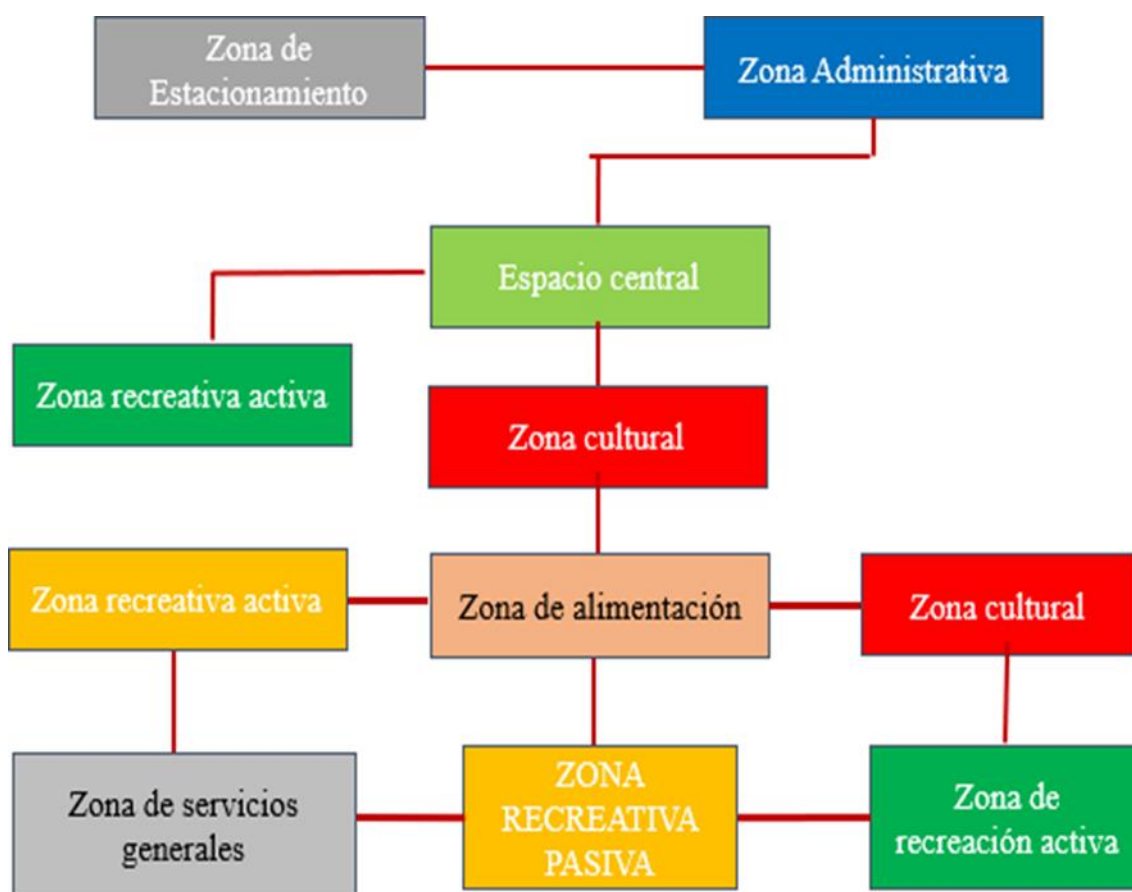 Zona de
Estacionamiento
Zona Administrativa
Espacio central
Zona recreativa activa
Zona cultural
Zona recreativa activa
Zona de alimentación
Zona cultural
Zona de servicios
generales
ZONA
RECREATIVA
PASIVA
Zona de
recreación activa